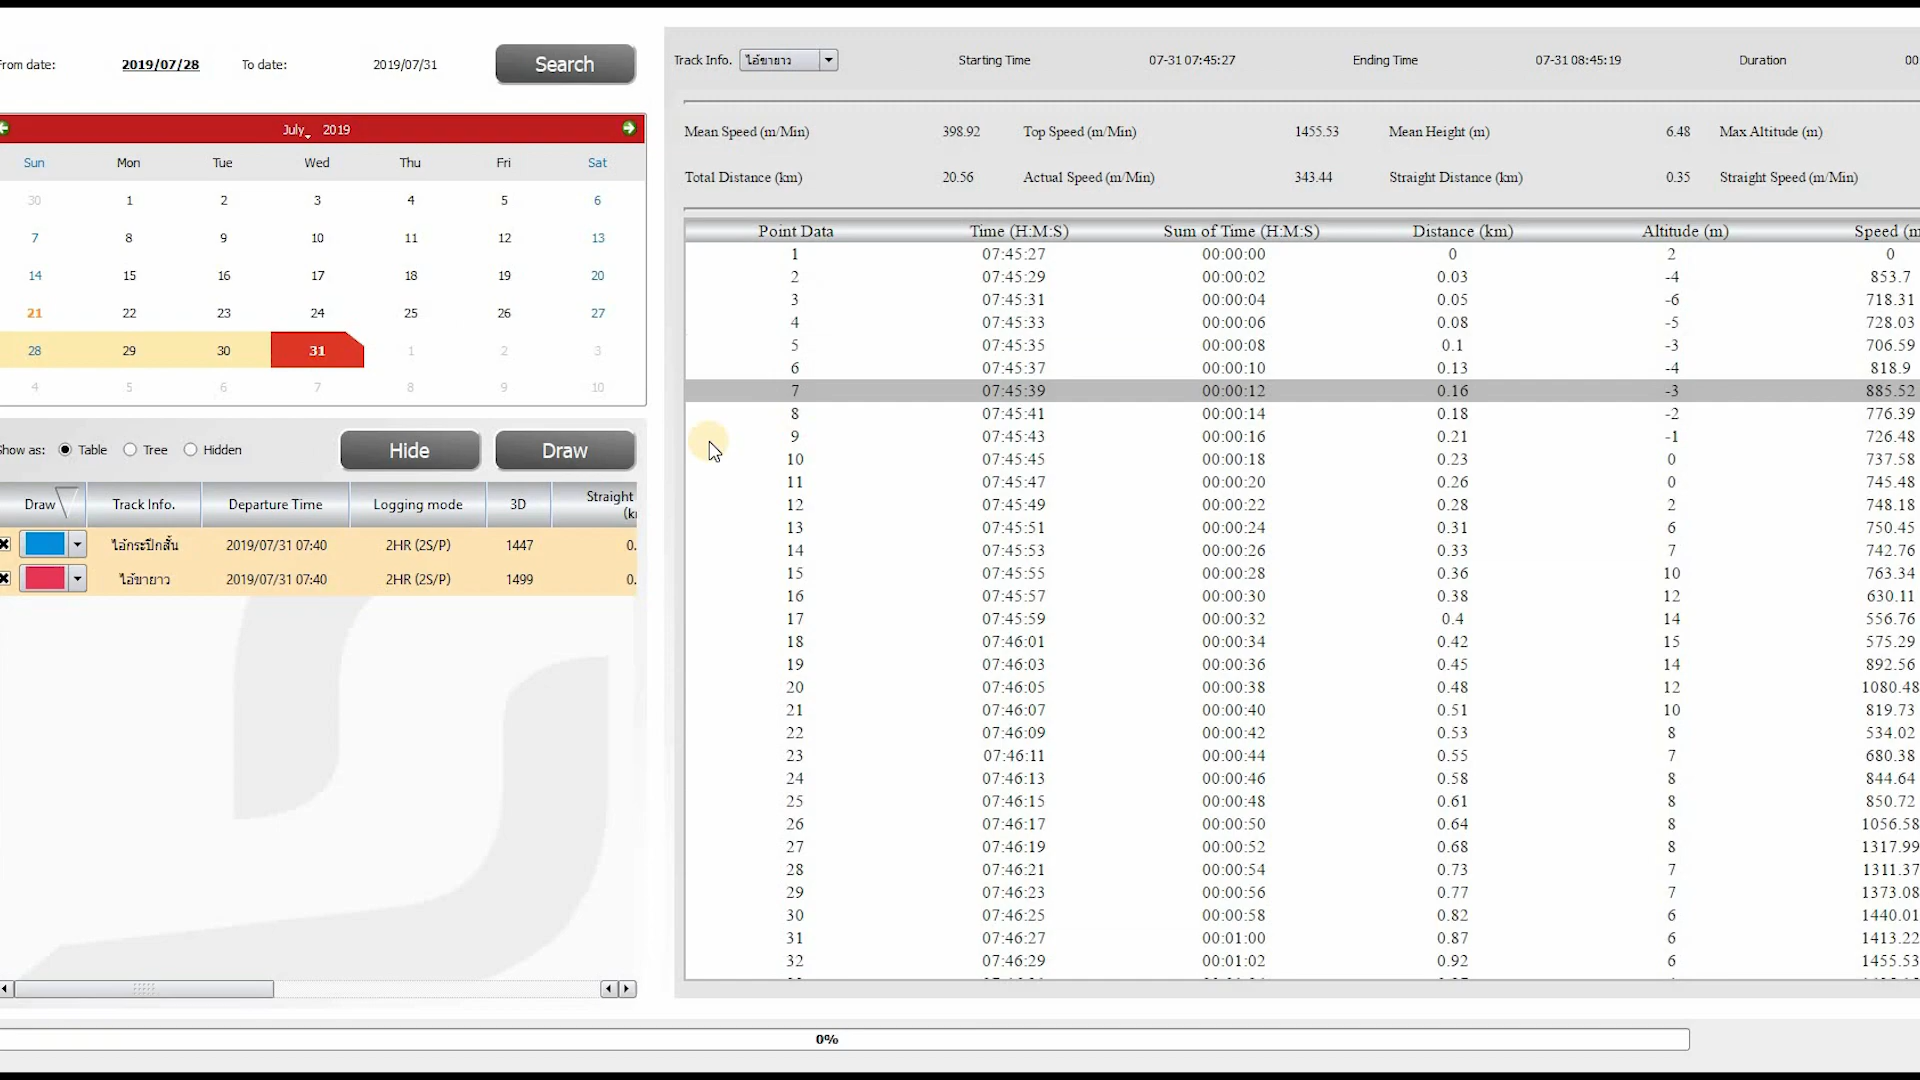 From date: 2019/07/28 To date: 2019/07/31 Search
July 2019
Sun Mon Tue Wed Thu Fri Sat
30 1 2 3 4 5 6
7 8 9 10 11 12 13
14 15 16 17 18 19 20
21 22 23 24 25 26 27
28 29 30 31 1 2 3
4 5 6 7 8 9 10
Show as: Table Tree Hidden Hide Draw
Draw Track Info. Departure Time Logging mode 3D Straight
ไอ้กระปีกสั้น 2019/07/31 07:40 2HR (2S/P) 1447 0.
ไอ้ขายาว 2019/07/31 07:40 2HR (2S/P) 1499 0.
Track Info. ไอ้ขายาว Starting Time 07-31 07:45:27 Ending Time 07-31 08:45:19 Duration 00
Mean Speed (m/Min) 398.92 Top Speed (m/Min) 1455.53 Mean Height (m) 6.48 Max Altitude (m)
Total Distance (km) 20.56 Actual Speed (m/Min) 343.44 Straight Distance (km) 0.35 Straight Speed (m/Min)
Point Data Time (H:M:S) Sum of Time (H:M:S) Distance (km) Altitude (m) Speed (m
1 07:45:27 00:00:00 0 2 0
2 07:45:29 00:00:02 0.03 -4 853.7
3 07:45:31 00:00:04 0.05 -6 718.31
4 07:45:33 00:00:06 0.08 -5 728.03
5 07:45:35 00:00:08 0.1 -3 706.59
6 07:45:37 00:00:10 0.13 -4 818.9
7 07:45:39 00:00:12 0.16 -3 885.52
8 07:45:41 00:00:14 0.18 -2 776.39
9 07:45:43 00:00:16 0.21 -1 726.48
10 07:45:45 00:00:18 0.23 0 737.58
11 07:45:47 00:00:20 0.26 0 745.48
12 07:45:49 00:00:22 0.28 2 748.18
13 07:45:51 00:00:24 0.31 6 750.45
14 07:45:53 00:00:26 0.33 7 742.76
15 07:45:55 00:00:28 0.36 10 763.34
16 07:45:57 00:00:30 0.38 12 630.11
17 07:45:59 00:00:32 0.4 14 556.76
18 07:46:01 00:00:34 0.42 15 575.29
19 07:46:03 00:00:36 0.45 14 892.56
20 07:46:05 00:00:38 0.48 12 1080.48
21 07:46:07 00:00:40 0.51 10 819.73
22 07:46:09 00:00:42 0.53 8 534.02
23 07:46:11 00:00:44 0.55 7 680.38
24 07:46:13 00:00:46 0.58 8 844.64
25 07:46:15 00:00:48 0.61 8 850.72
26 07:46:17 00:00:50 0.64 8 1056.58
27 07:46:19 00:00:52 0.68 8 1317.99
28 07:46:21 00:00:54 0.73 7 1311.37
29 07:46:23 00:00:56 0.77 7 1373.08
30 07:46:25 00:00:58 0.82 6 1440.01
31 07:46:27 00:01:00 0.87 6 1413.22
32 07:46:29 00:01:02 0.92 6 1455.53
0%